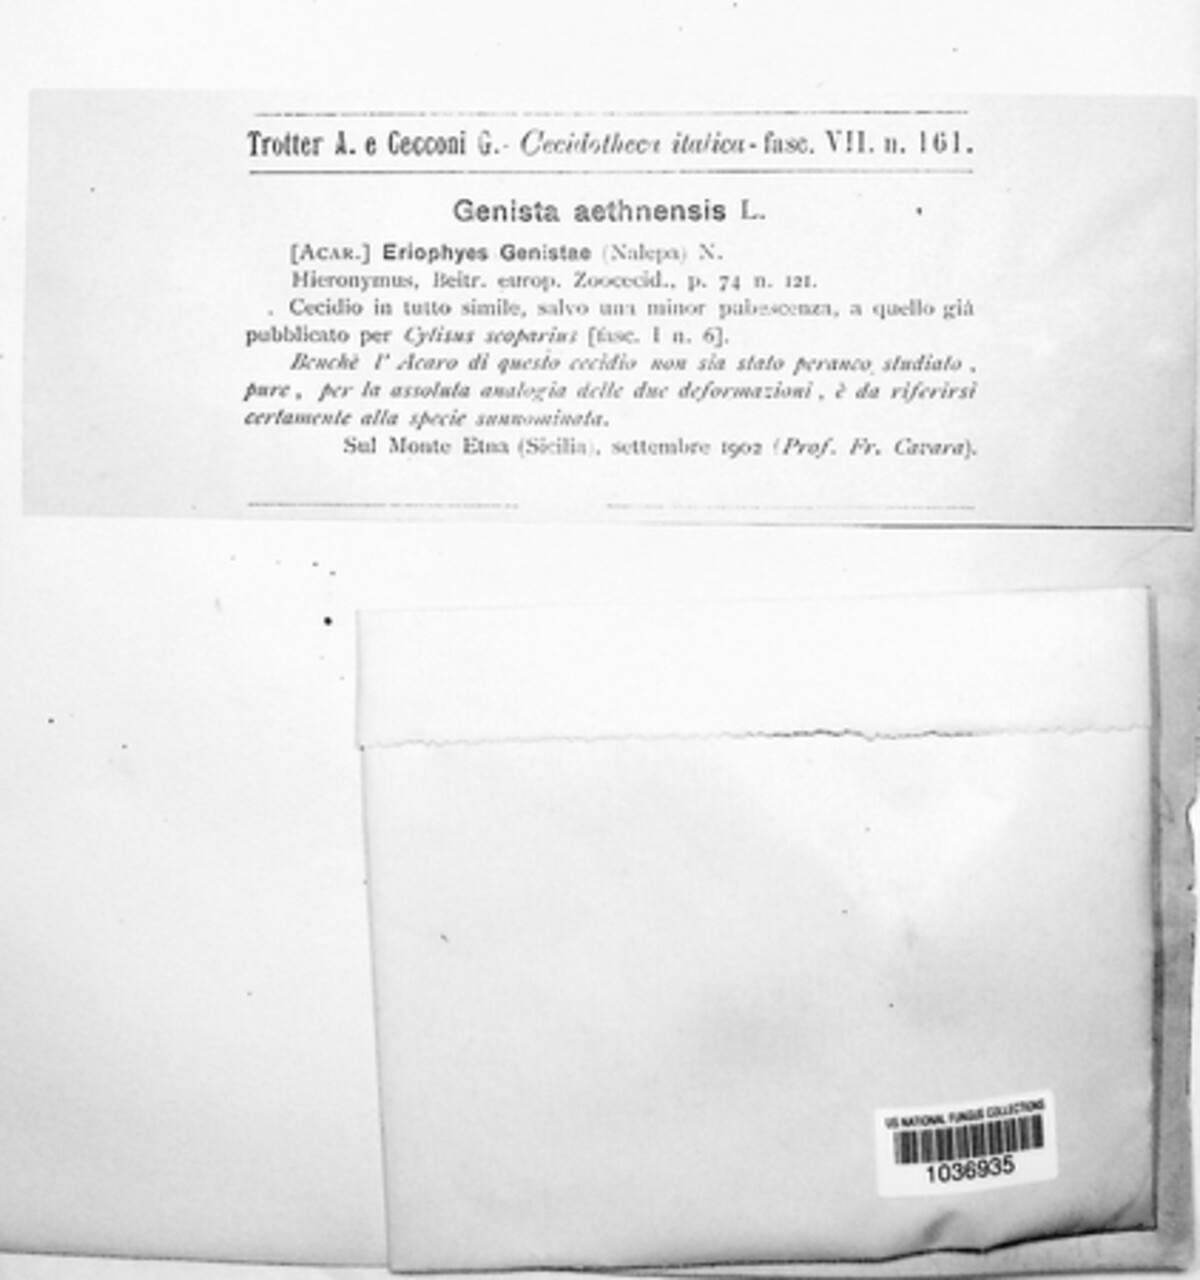 Trotter A. e Cecconi G.- Cecidotheca italica - fasc. VII. n. 161.
Genista aethnensis L.
[Acar.] Eriophyes Genistae (Nalepa) N.
Hieronymus, Beitr. europ. Zoocecid., p. 74 n. 121.
Cecidio in tutto simile, salvo una minor pubescenza, a quello già
pubblicato per Cytisus scoparius [fasc. I n. 6].
Benchè l' Acaro di questo cecidio non sia stato peranco studiato,
pure, per la assoluta analogia delle due deformazioni, è da riferirsi
certamente alla specie sunnominata.
Sul Monte Etna (Sicilia), settembre 1902 (Prof. Fr. Cavara).
US NATIONAL FUNGUS COLLECTIONS
1036935